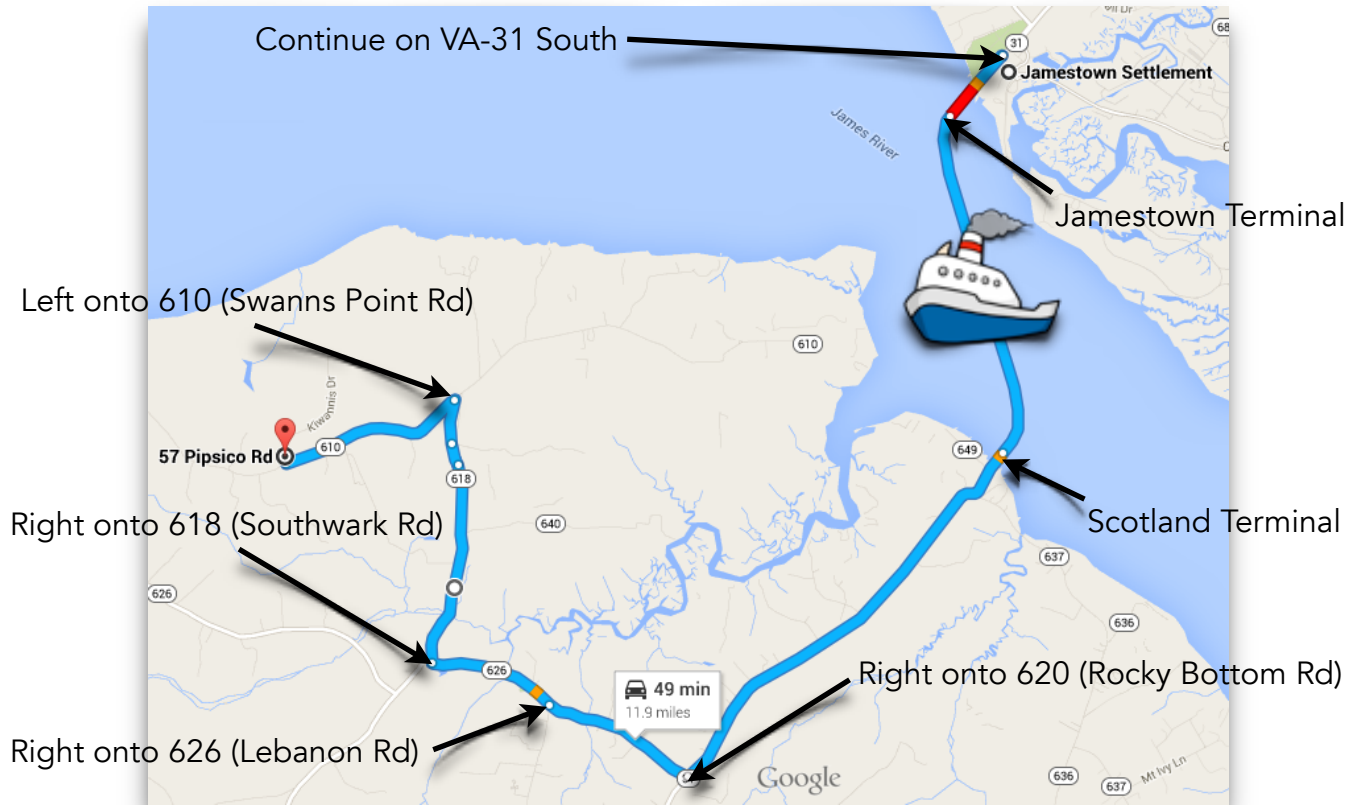 Continue on VA-31 South
31
68
Jamestown Settlement
James River
Jamestown Terminal
Left onto 610 (Swanns Point Rd)
610
Kiwannis Dr
610
57 Pipsico Rd
649
618
Right onto 618 (Southwark Rd)
640
Scotland Terminal
637
626
636
626
Right onto 620 (Rocky Bottom Rd)
49 min
11.9 miles
Right onto 626 (Lebanon Rd)
Google
636
637
Mt Ivy Ln